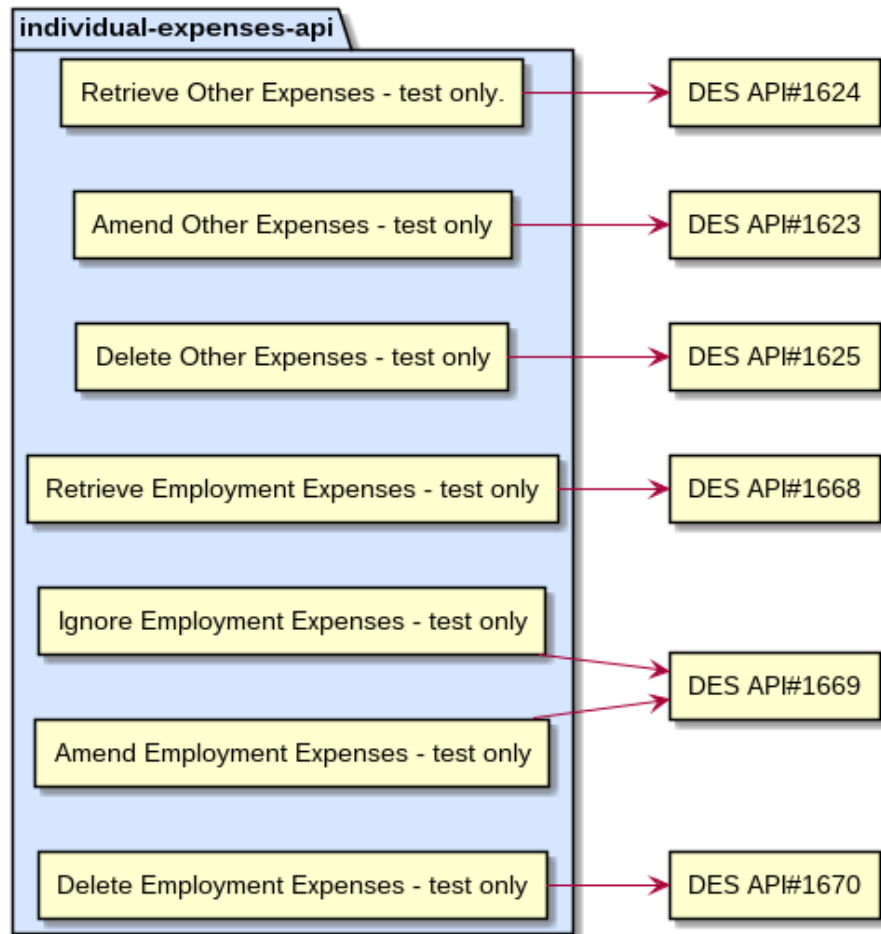 individual-expenses-api
Retrieve Other Expenses - test only.
DES API#1624
Amend Other Expenses - test only
DES API#1623
Delete Other Expenses - test only
DES API#1625
Retrieve Employment Expenses - test only
DES API#1668
Ignore Employment Expenses - test only
DES API#1669
Amend Employment Expenses - test only
Delete Employment Expenses - test only
DES API#1670